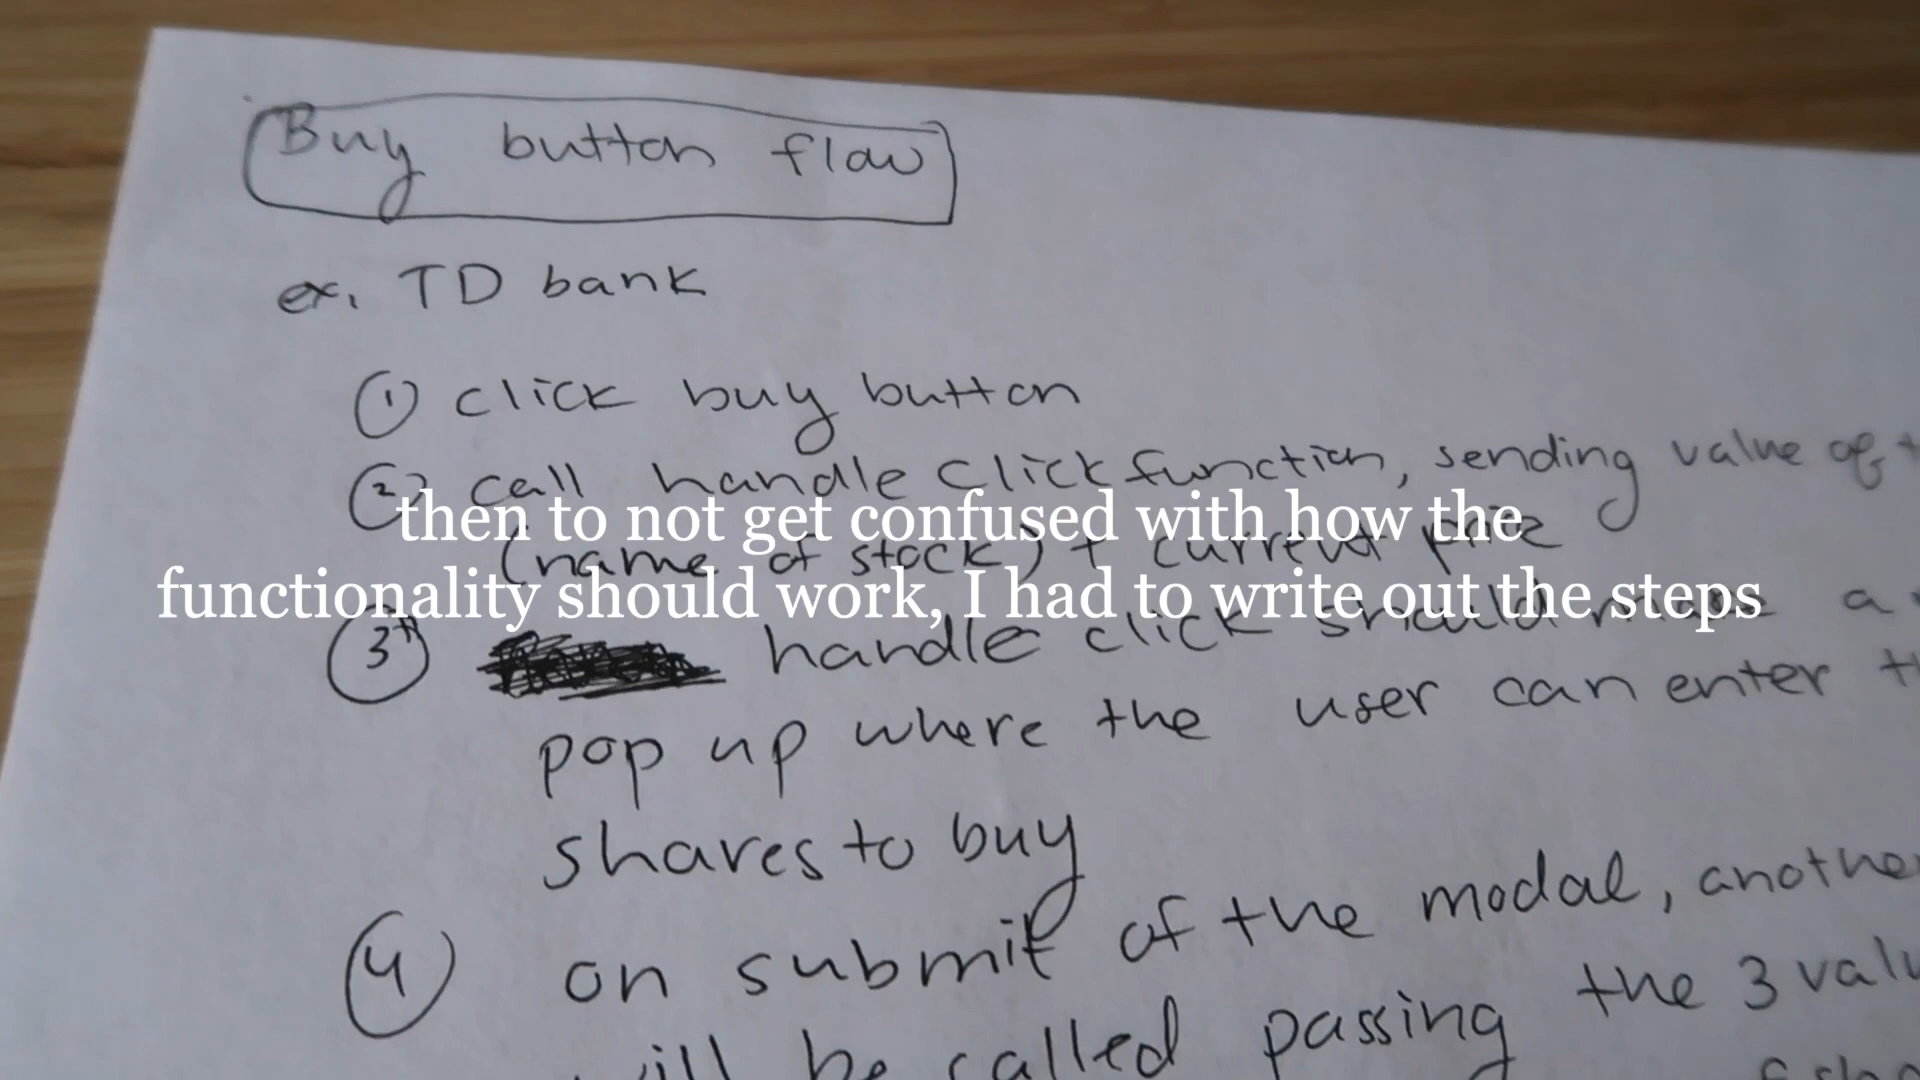 Buy button flow
ex. TD bank
① click buy button
② call handle click function, sending value of
(name of stock) + current price
then to not get confused with how the
functionality should work, I had to write out the steps
③ handle click should make a
pop up where the user can enter
shares to buy
④ on submit of the modal, another
will be called passing the 3